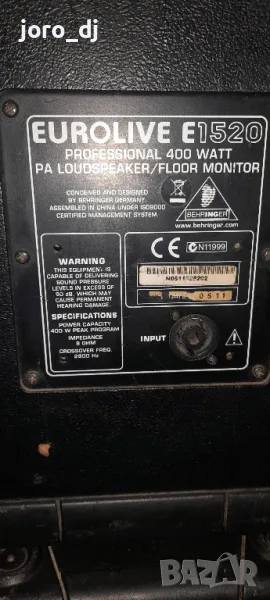 joro_dj
EUROLIVE E1520
PROFESSIONAL 400 WATT
PA LOUDSPEAKER/FLOOR MONITOR
CONCEIVED AND DESIGNED
BY BEHRINGER GERMANY.
ASSEMBLED IN CHINA UNDER ISO9000
CERTIFIED MANAGEMENT SYSTEM
BEHRINGER
www.behringer.com
WARNING
THIS EQUIPMENT IS
CAPABLE OF DELIVERING
SOUND PRESSURE
LEVELS IN EXCESS OF
90 dB, WHICH MAY
CAUSE PERMANENT
HEARING DAMAGE.
SPECIFICATIONS
POWER CAPACITY
400 W PEAK PROGRAM
IMPEDANCE
8 OHM
CROSSOVER FREQ.
2800 Hz
CE N11999
0511
INPUT
bazar